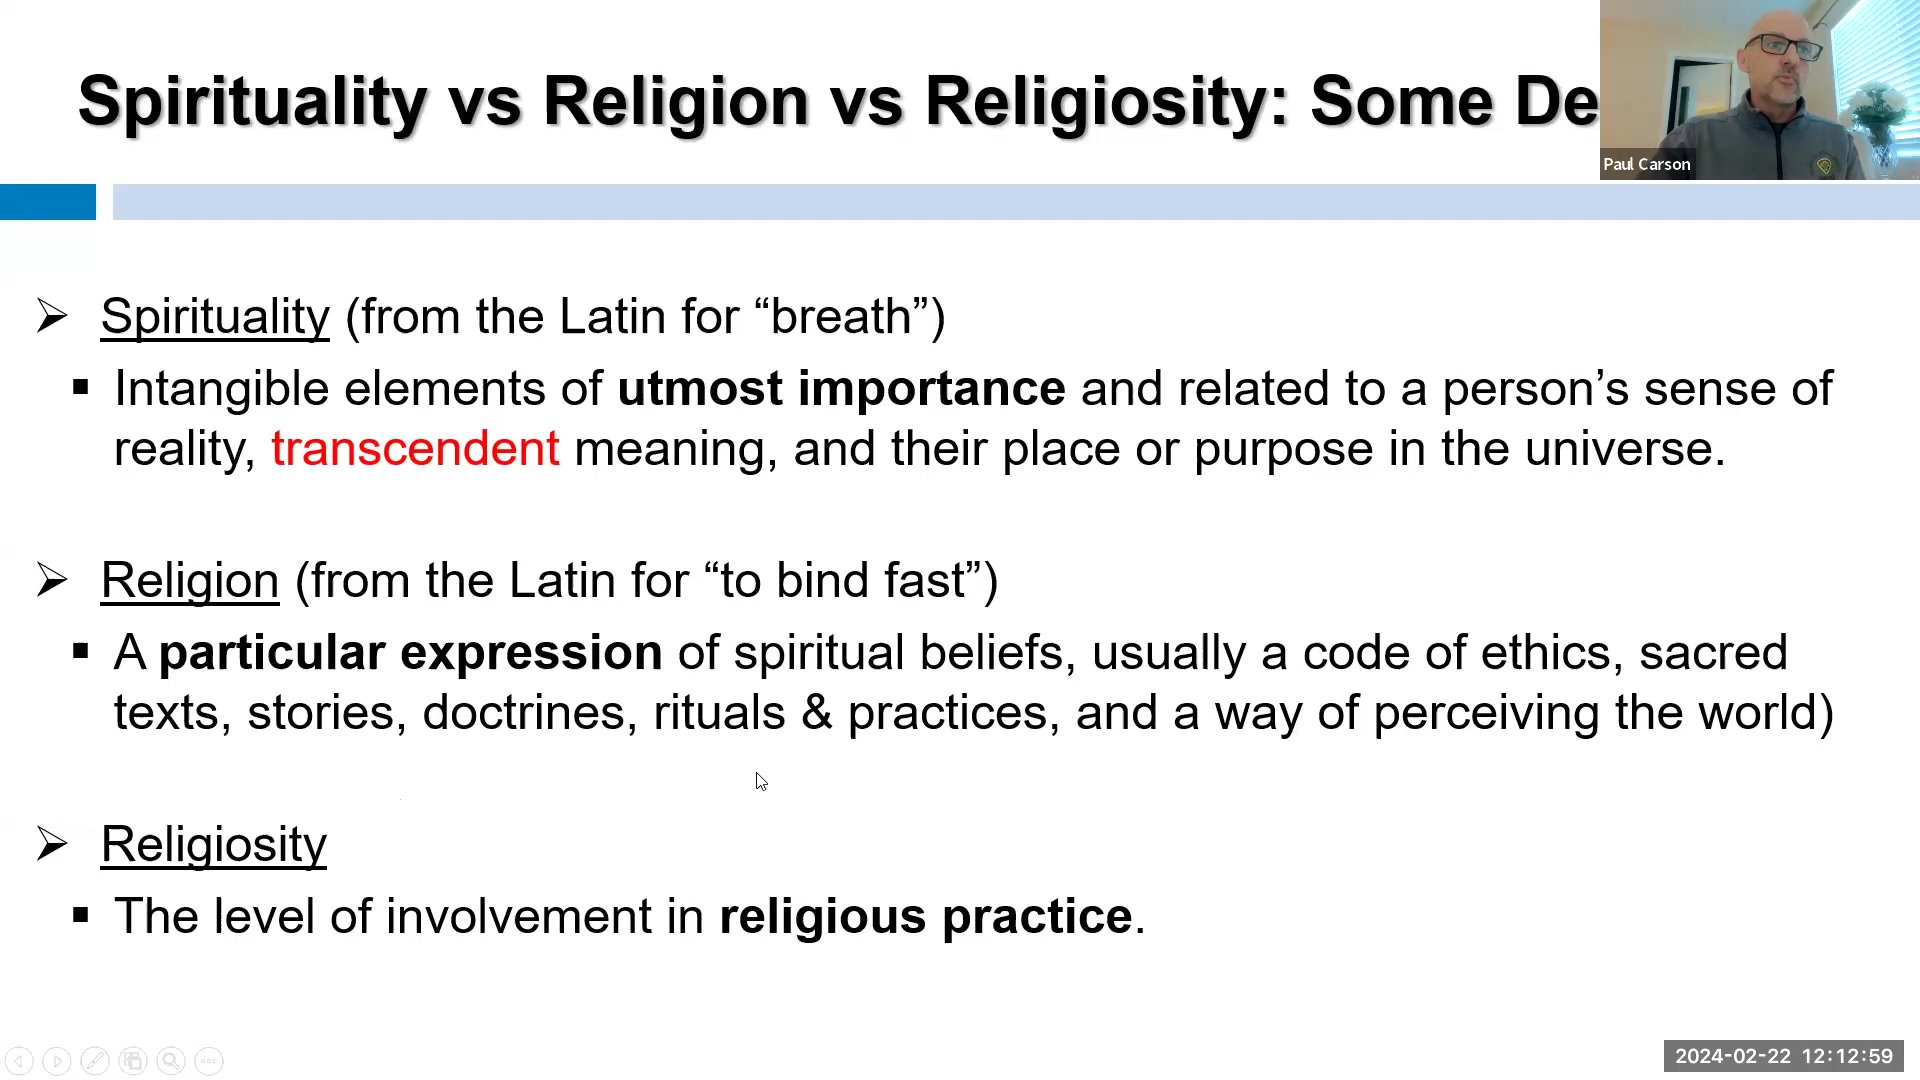 Spirituality vs Religion vs Religiosity: Some De
Paul Carson
➢ Spirituality (from the Latin for “breath”)
▪ Intangible elements of utmost importance and related to a person’s sense of
reality, transcendent meaning, and their place or purpose in the universe.
➢ Religion (from the Latin for “to bind fast”)
▪ A particular expression of spiritual beliefs, usually a code of ethics, sacred
texts, stories, doctrines, rituals & practices, and a way of perceiving the world)
➢ Religiosity
▪ The level of involvement in religious practice.
2024-02-22 12:12:59